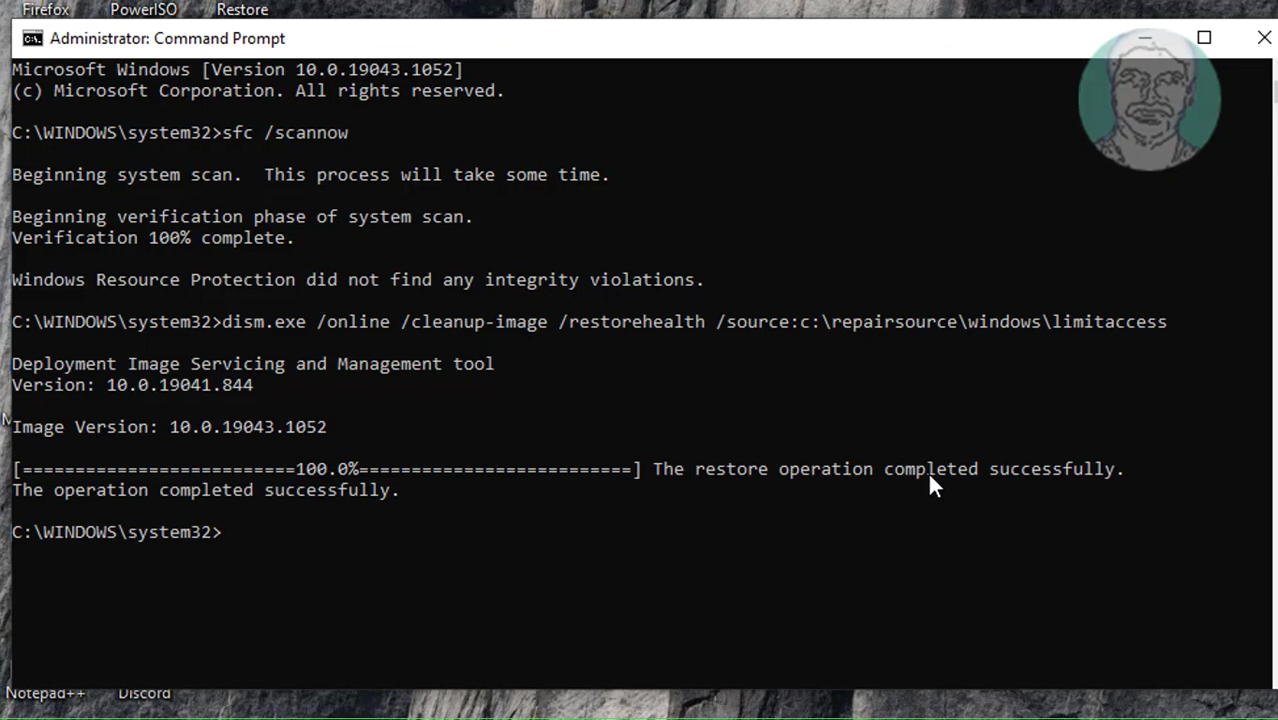 Firefox PowerISO Restore
Administrator: Command Prompt
Microsoft Windows [Version 10.0.19043.1052]
(c) Microsoft Corporation. All rights reserved.
C:\WINDOWS\system32>sfc /scannow
Beginning system scan.  This process will take some time.
Beginning verification phase of system scan.
Verification 100% complete.
Windows Resource Protection did not find any integrity violations.
C:\WINDOWS\system32>dism.exe /online /cleanup-image /restorehealth /source:c:\repairsource\windows\limitaccess
Deployment Image Servicing and Management tool
Version: 10.0.19041.844
Image Version: 10.0.19043.1052
[==========================100.0%==========================] The restore operation completed successfully.
The operation completed successfully.
C:\WINDOWS\system32>
Notepad++ Discord